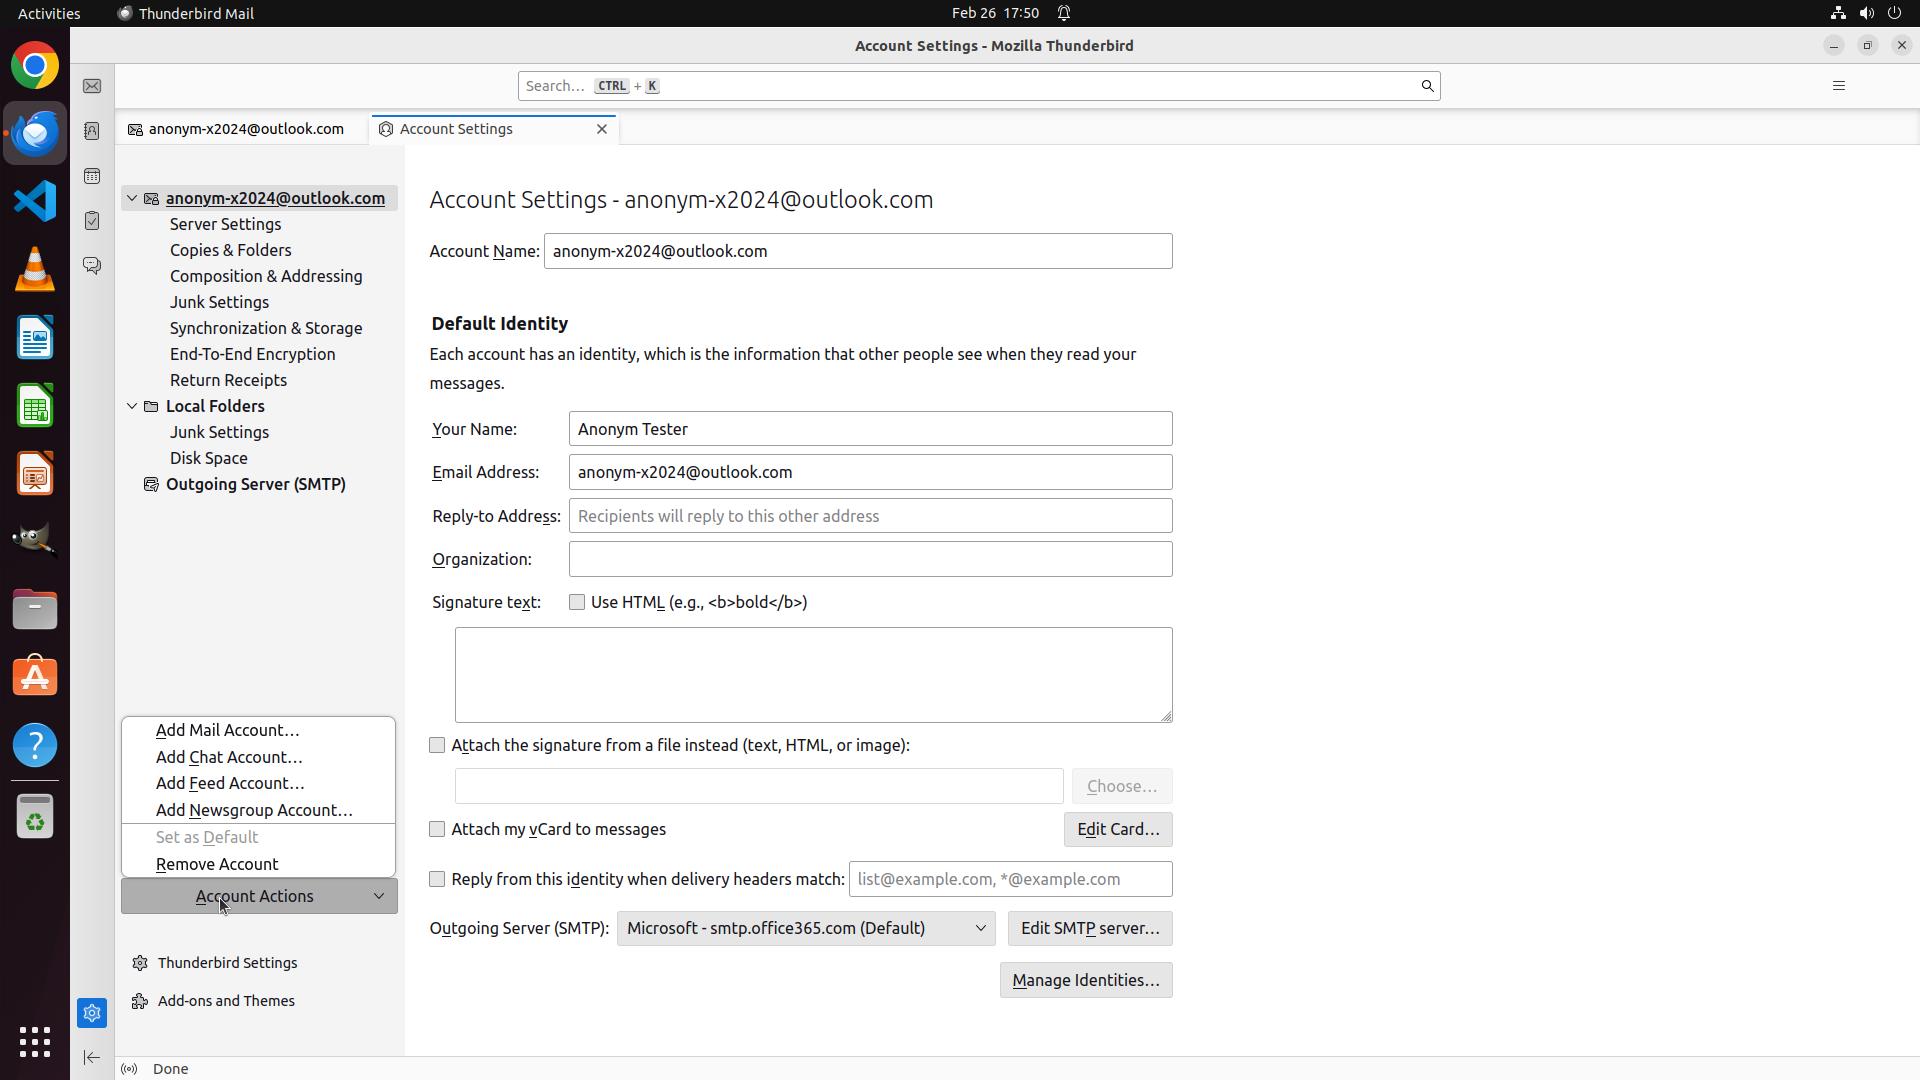 Activities
Thunderbird Mail
Feb 26 17:50
Account Settings - Mozilla Thunderbird
Search… CTRL + K
anonym-x2024@outlook.com
Account Settings
anonym-x2024@outlook.com
Server Settings
Copies & Folders
Composition & Addressing
Junk Settings
Synchronization & Storage
End-To-End Encryption
Return Receipts
Local Folders
Junk Settings
Disk Space
Outgoing Server (SMTP)
Add Mail Account…
Add Chat Account…
Add Feed Account…
Add Newsgroup Account…
Set as Default
Remove Account
Account Actions
Thunderbird Settings
Add-ons and Themes
Account Settings - anonym-x2024@outlook.com
Account Name: anonym-x2024@outlook.com
Default Identity
Each account has an identity, which is the information that other people see when they read your
messages.
Your Name: Anonym Tester
Email Address: anonym-x2024@outlook.com
Reply-to Address: Recipients will reply to this other address
Organization:
Signature text: Use HTML (e.g., <b>bold</b>)
Attach the signature from a file instead (text, HTML, or image):
Choose…
Attach my vCard to messages
Edit Card…
Reply from this identity when delivery headers match: list@example.com, *@example.com
Outgoing Server (SMTP): Microsoft - smtp.office365.com (Default) Edit SMTP server…
Manage Identities…
Done